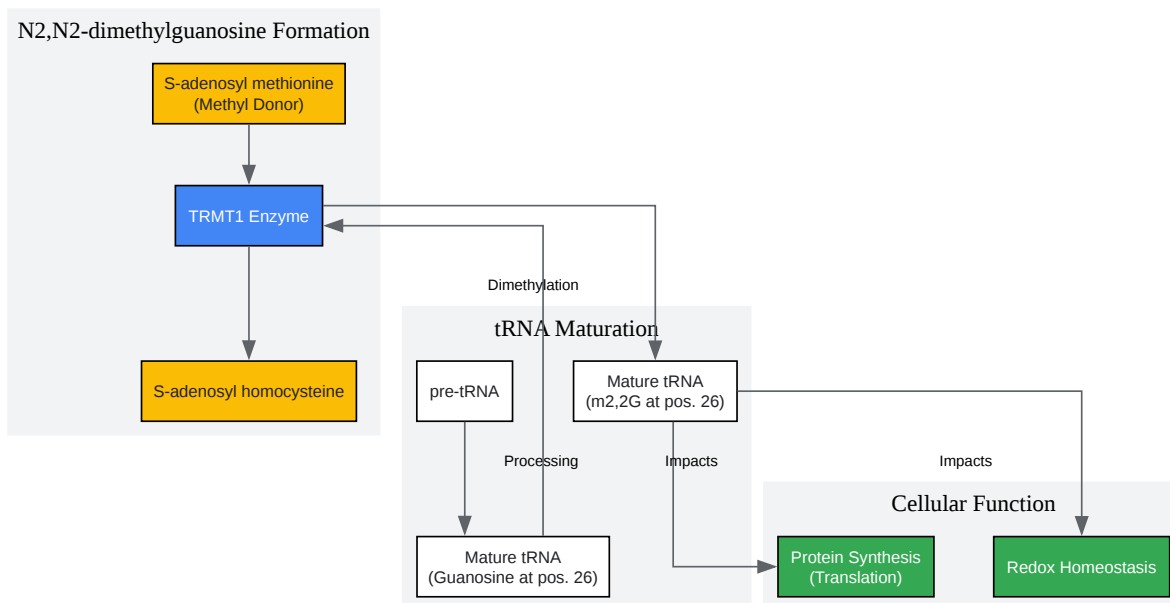 N2,N2-dimethylguanosine Formation
S-adenosyl methionine
(Methyl Donor)
TRMT1 Enzyme
Dimethylation
tRNA Maturation
S-adenosyl homocysteine
pre-tRNA
Mature tRNA
(m2,2G at pos. 26)
Processing
Impacts
Impacts
Cellular Function
Mature tRNA
(Guanosine at pos. 26)
Protein Synthesis
(Translation)
Redox Homeostasis